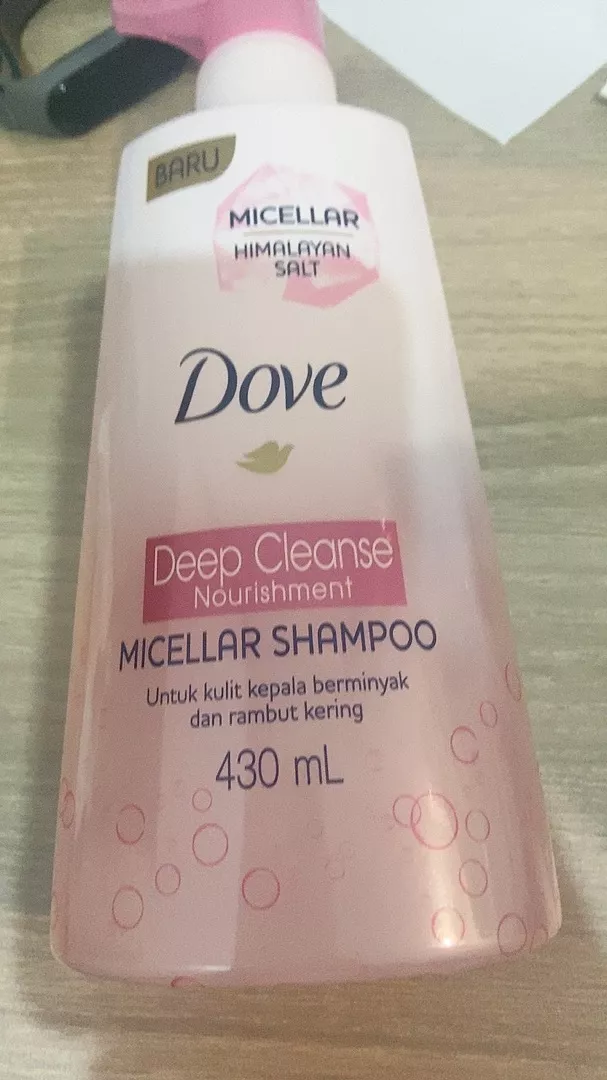 BARU
MICELLAR
HIMALAYAN
SALT
Dove
Deep Cleanse
Nourishment
MICELLAR SHAMPOO
Untuk kulit kepala berminyak
dan rambut kering
430 mL